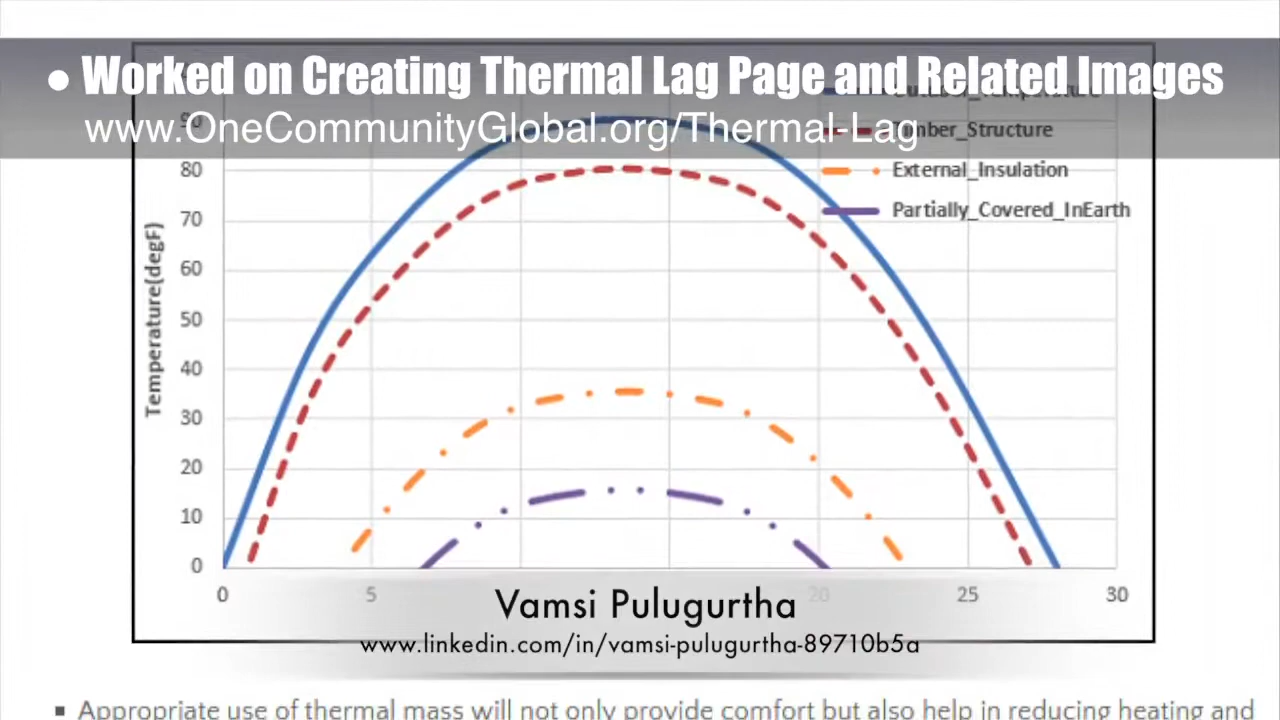 ● Worked on Creating Thermal Lag Page and Related Images
www.OneCommunityGlobal.org/Thermal-Lag
90
Timber_Structure
80
External_Insulation
70
Partially_Covered_InEarth
60
50
40
30
20
10
0
Temperature(degF)
0
5
20
25
30
Vamsi Pulugurtha
www.linkedin.com/in/vamsi-pulugurtha-89710b5a
▪ Appropriate use of thermal mass will not only provide comfort but also help in reducing heating and